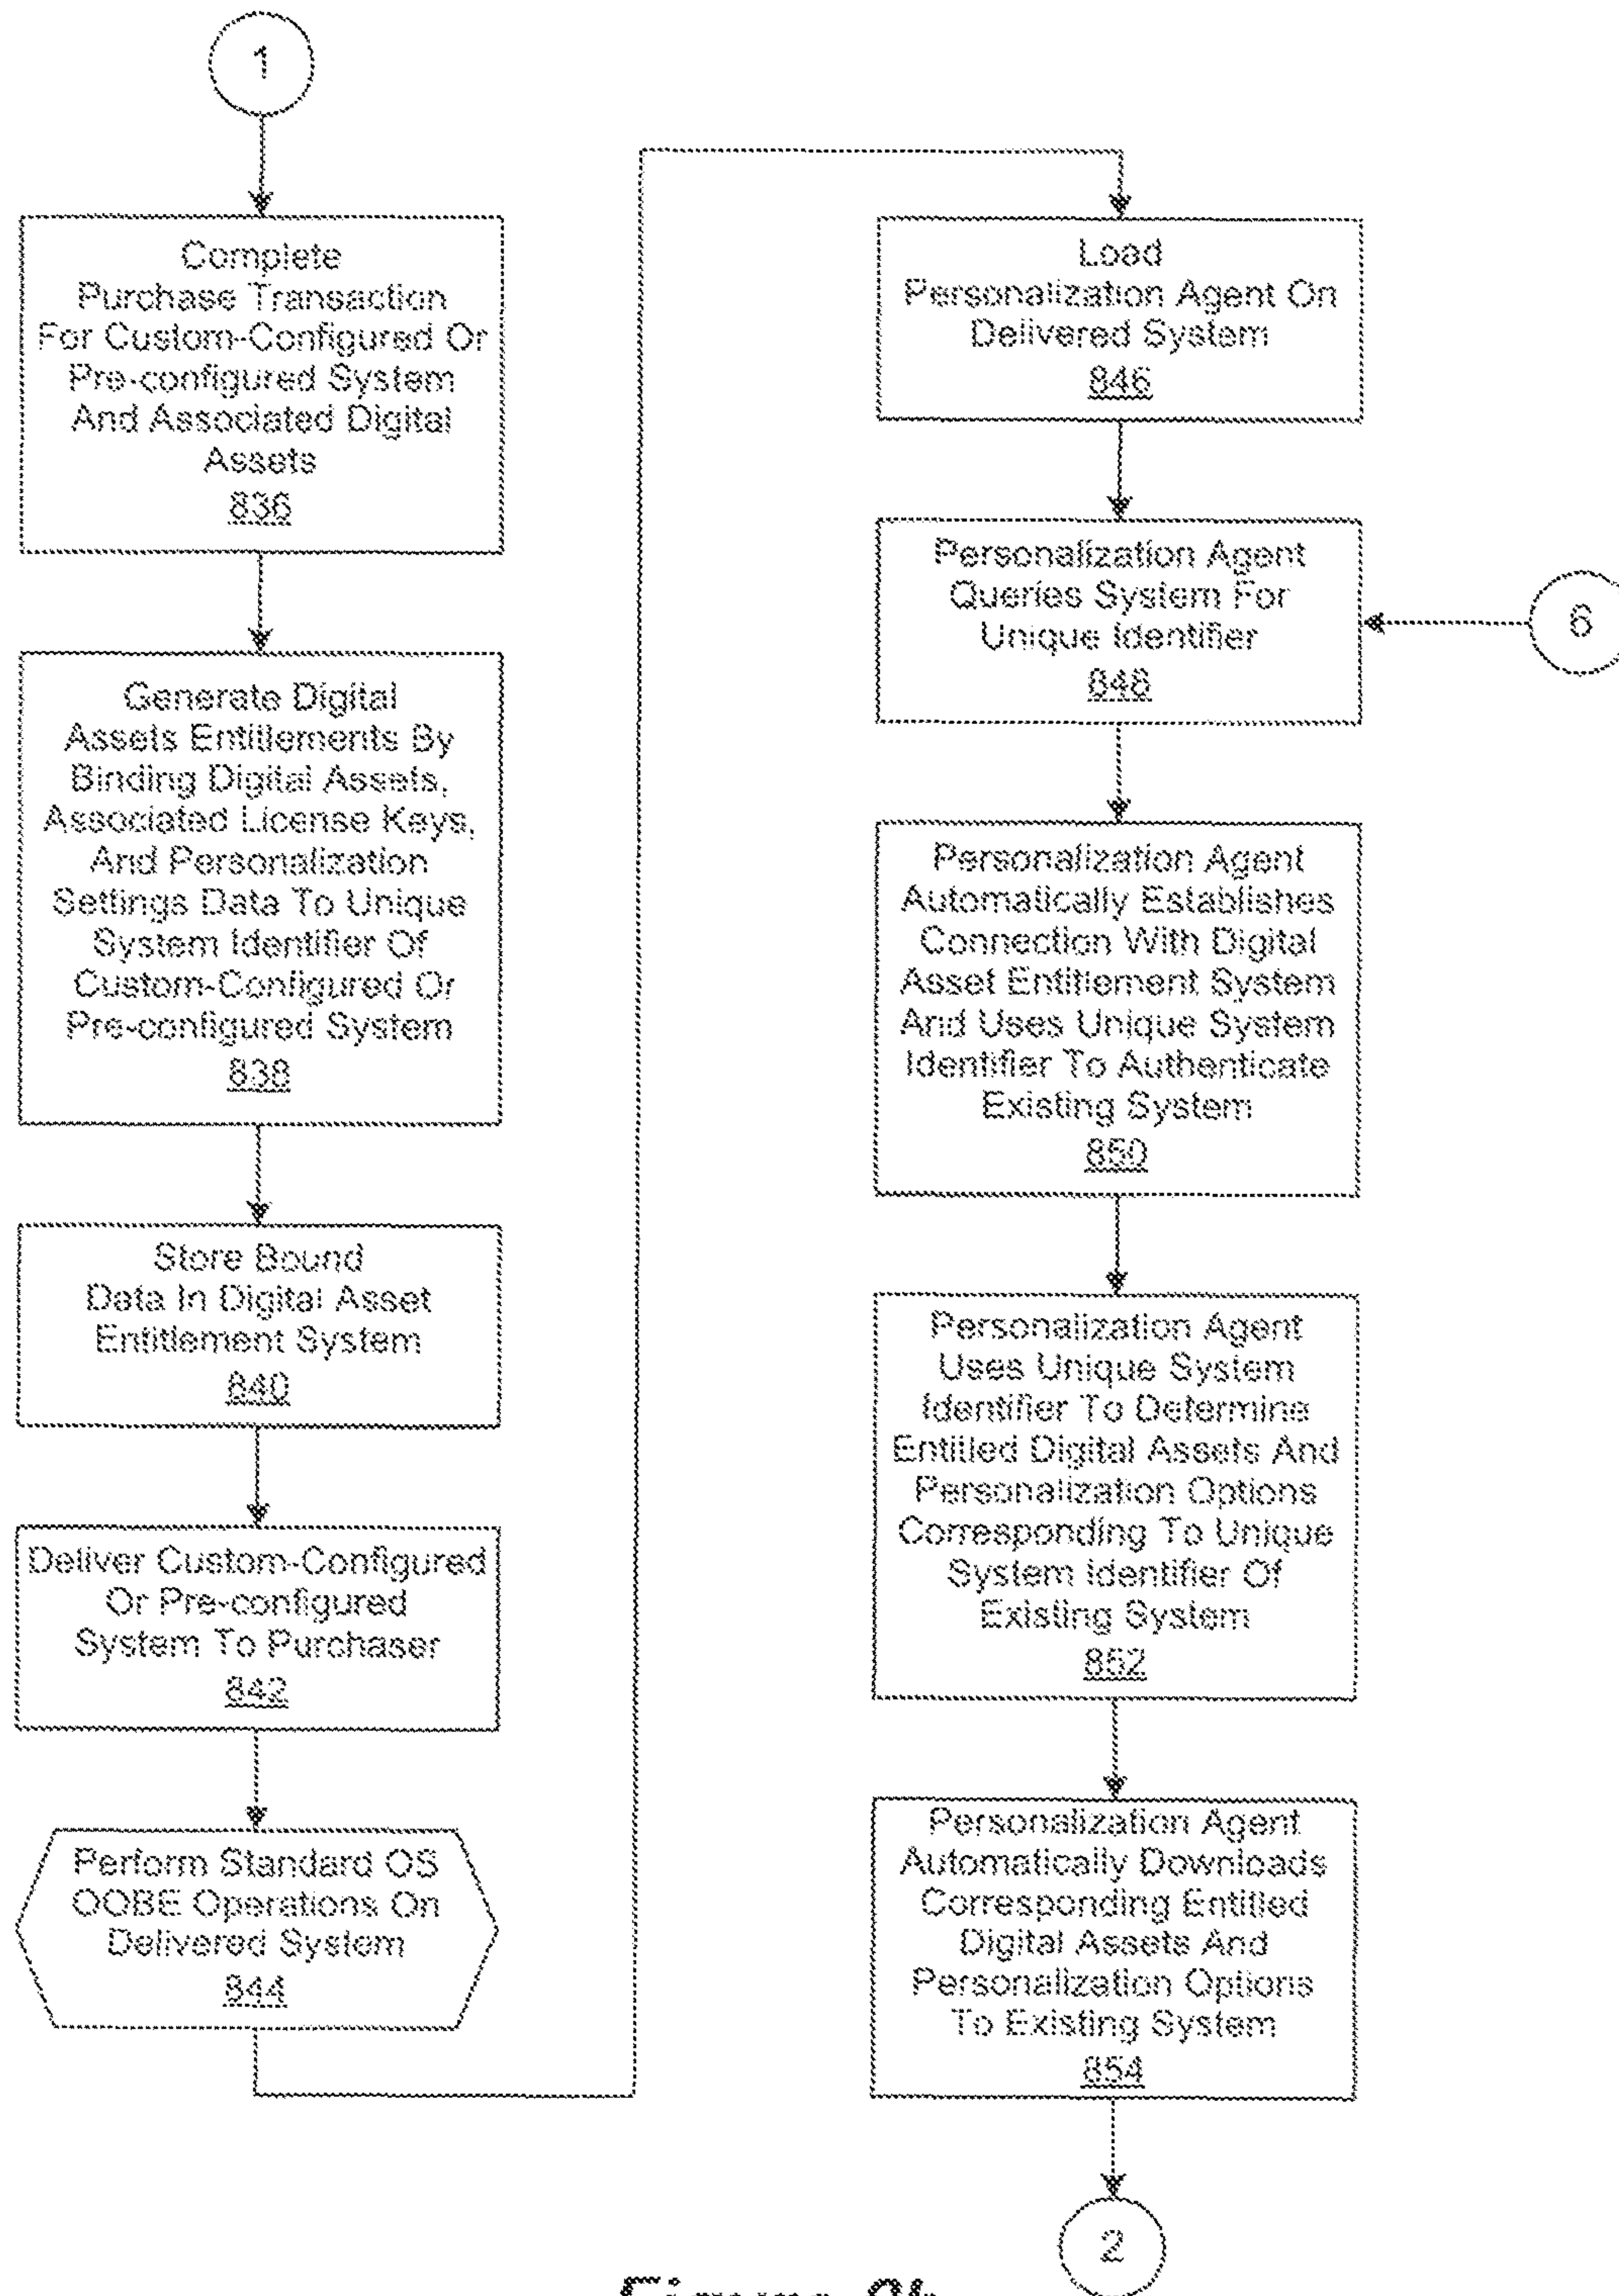 1
Complete
Purchase Transaction
For Custom-Configured Or
Pre-configured System
And Associated Digital
Assets
836
Generate Digital
Assets Entitlements By
Binding Digital Assets,
Associated License Keys,
And Personalization
Settings Data To Unique
System Identifier Of
Custom-Configured Or
Pre-configured System
838
Store Bound
Data In Digital Asset
Entitlement System
840
Deliver Custom-Configured
Or Pre-configured
System To Purchaser
842
Perform Standard OS
OOBE Operations On
Delivered System
844
Load
Personalization Agent On
Delivered System
846
Personalization Agent
Queries System For
Unique Identifier
848
6
Personalization Agent
Automatically Establishes
Connection With Digital
Asset Entitlement System
And Uses Unique System
Identifier To Authenticate
Existing System
850
Personalization Agent
Uses Unique System
Identifier To Determine
Entitled Digital Assets And
Personalization Options
Corresponding To Unique
System Identifier Of
Existing System
852
Personalization Agent
Automatically Downloads
Corresponding Entitled
Digital Assets And
Personalization Options
To Existing System
854
2